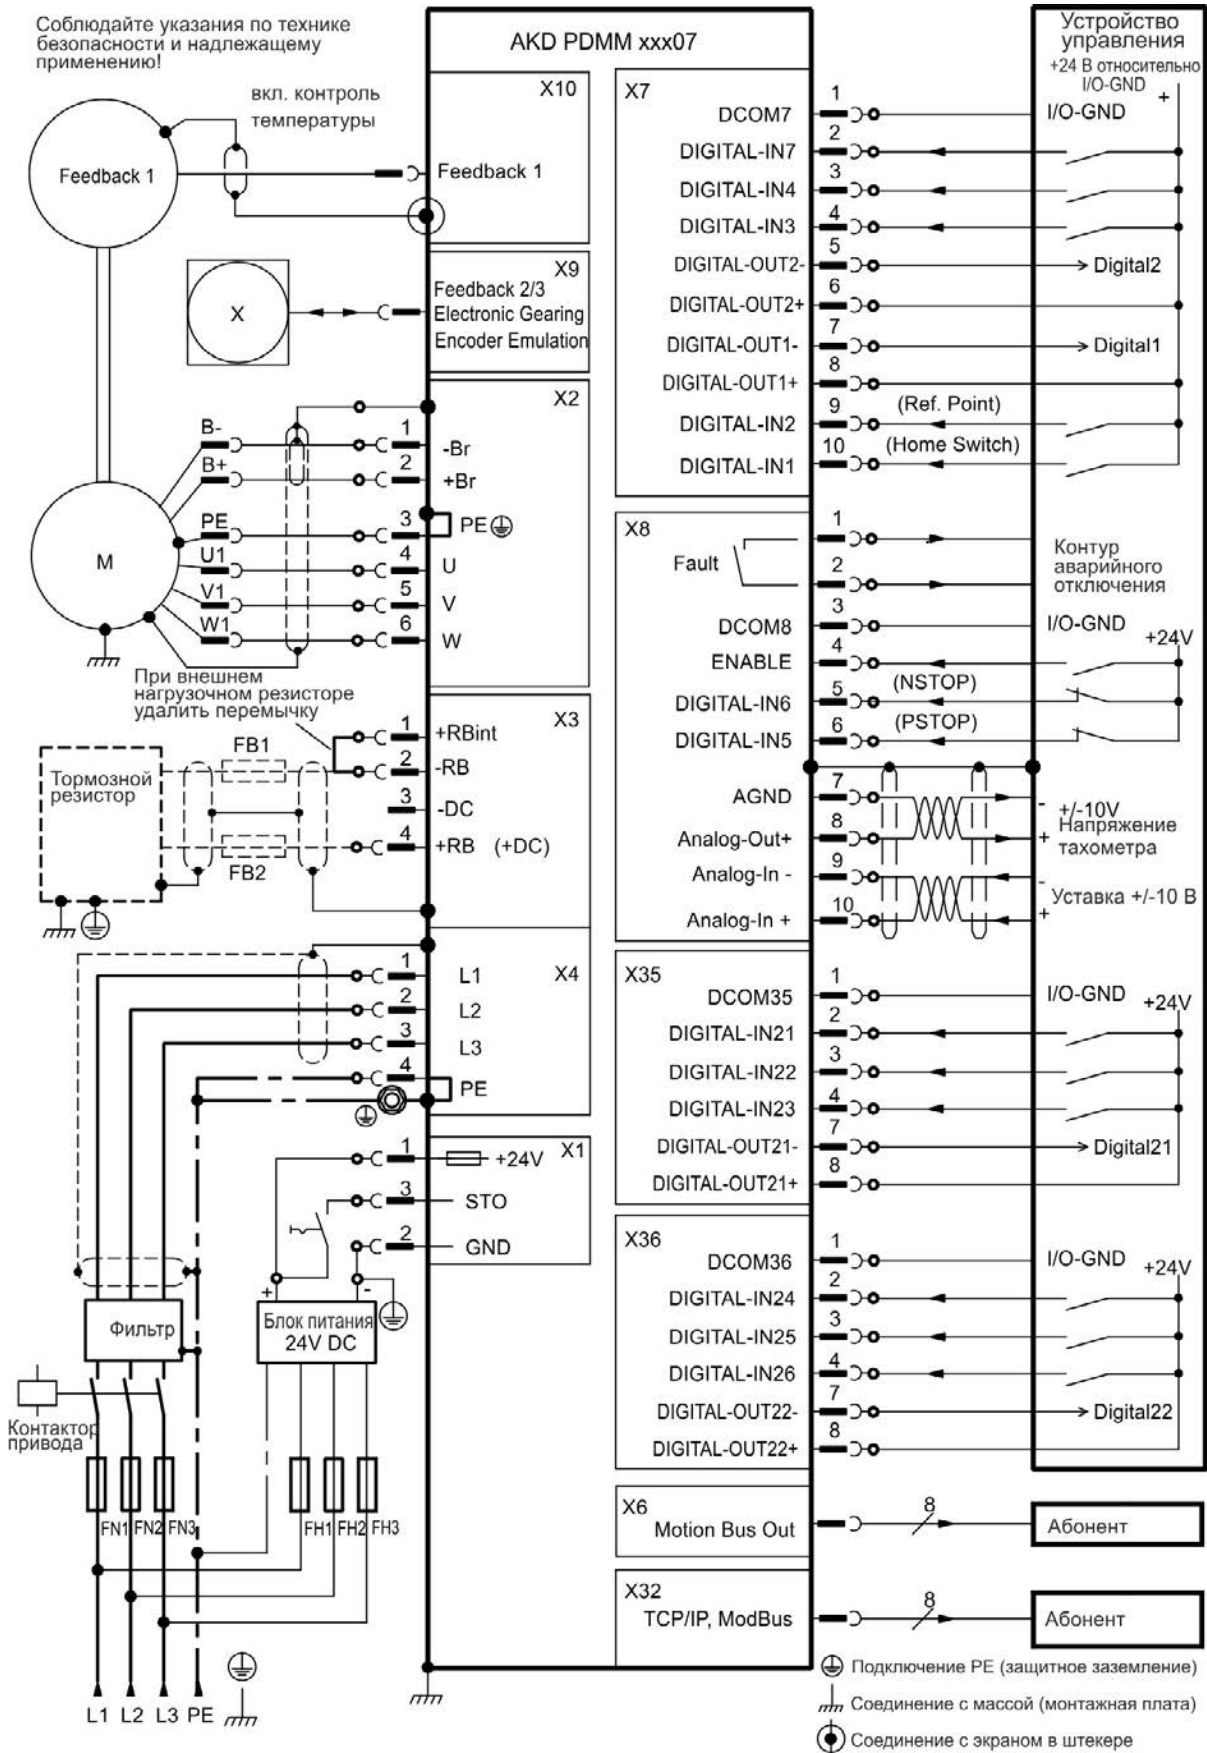 Соблюдайте указания по технике
безопасности и надлежащему
применению!
AKD PDMM xxx07
Устройство
управления
+24 В относительно
I/O-GND
+
вкл. контроль
температуры
Feedback 1
X10
Feedback 1
X
X9
Feedback 2/3
Electronic Gearing
Encoder Emulation
X2
B-
1
-Br
B+
2
+Br
PE
3
PE
M
U1
4
U
V1
5
V
W1
6
W
При внешнем
нагрузочном резисторе
удалить перемычку
X3
1
+RBint
FB1
2
-RB
Тормозной
резистор
3
-DC
4
+RB (+DC)
FB2
X4
1
L1
2
L2
3
L3
4
PE
X1
1
+24V
3
STO
2
GND
+
-
Фильтр
Блок питания
24V DC
Контактор
привода
FN1
FN2
FN3
FH1
FH2
FH3
L1
L2
L3
PE
X7
1
DCOM7
I/O-GND
2
DIGITAL-IN7
3
DIGITAL-IN4
4
DIGITAL-IN3
5
DIGITAL-OUT2-
Digital2
6
DIGITAL-OUT2+
7
DIGITAL-OUT1-
Digital1
8
DIGITAL-OUT1+
9
(Ref. Point)
DIGITAL-IN2
10
(Home Switch)
DIGITAL-IN1
X8
1
Fault
2
Контур
аварийного
отключения
3
DCOM8
I/O-GND
+24V
4
ENABLE
5
(NSTOP)
DIGITAL-IN6
6
(PSTOP)
DIGITAL-IN5
7
AGND
-
8
Analog-Out+
+
+/-10V
Напряжение
тахометра
9
Analog-In -
-
Уставка +/-10 В
10
Analog-In +
+
X35
1
DCOM35
I/O-GND
+24V
2
DIGITAL-IN21
3
DIGITAL-IN22
4
DIGITAL-IN23
7
DIGITAL-OUT21-
Digital21
8
DIGITAL-OUT21+
X36
1
DCOM36
I/O-GND
+24V
2
DIGITAL-IN24
3
DIGITAL-IN25
4
DIGITAL-IN26
7
DIGITAL-OUT22-
Digital22
8
DIGITAL-OUT22+
X6
Motion Bus Out
8
Абонент
X32
TCP/IP, ModBus
8
Абонент
Подключение PE (защитное заземление)
Соединение с массой (монтажная плата)
Соединение с экраном в штекере